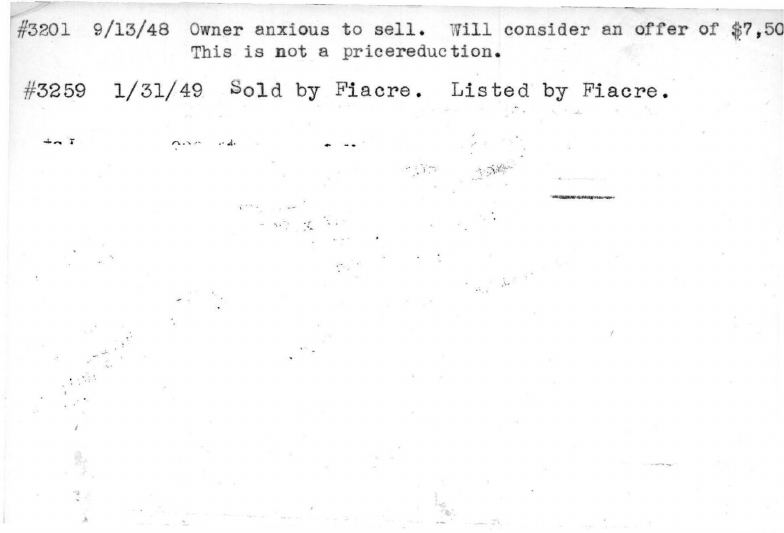 #3201 9/13/48 Owner anxious to sell. Will consider an offer of $7,50
This is not a pricereduction.
#3259 1/31/49 Sold by Fiacre. Listed by Fiacre.